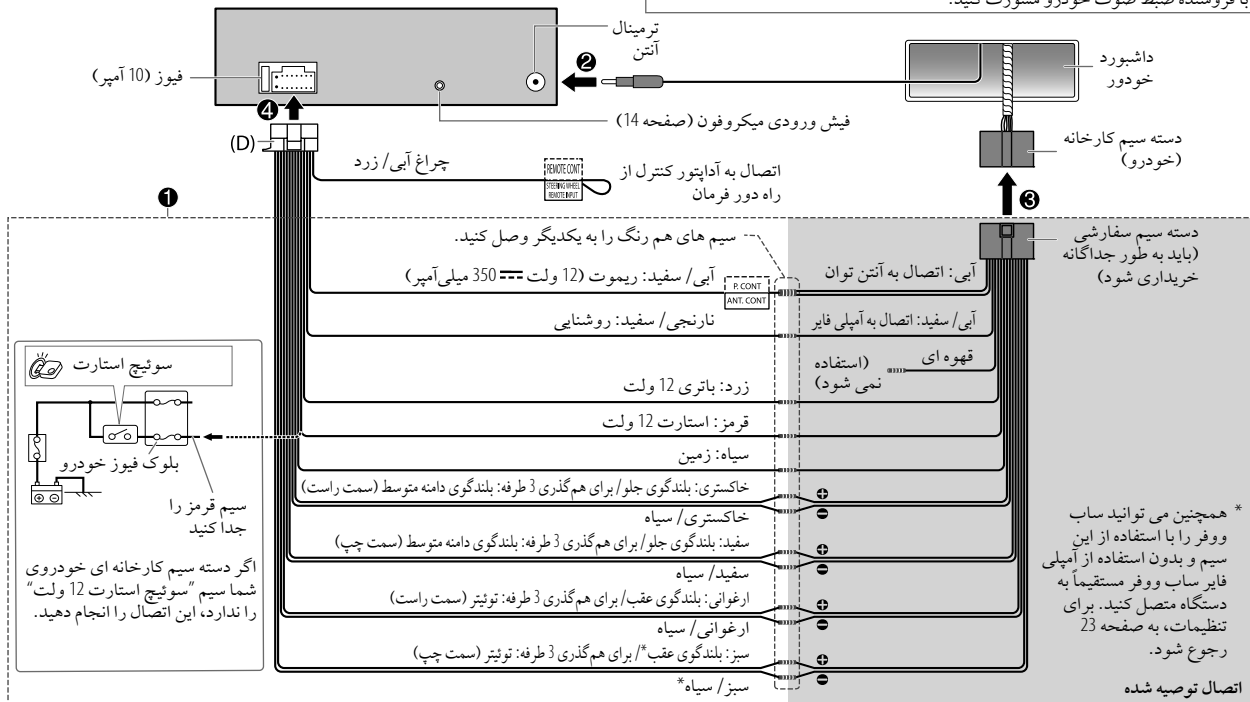 با فروشنده ضبط صوت خودرو مشورت کنید.
ترمینال
آنتن
داشبورد
خودور
فیوز (10 آمپر)
❷
❹
فیش ورودی میکروفون (صفحه 14)
دسته سیم کارخانه
(خودرو)
(D)
چراغ آبی/ زرد
REMOTE CONT
STEERING WHEEL
REMOTE INPUT
اتصال به آداپتور کنترل از
راه دور فرمان
❸
❶
دسته سیم سفارشی
(باید به طور جداگانه
خریداری شود)
سیم های هم رنگ را به یکدیگر وصل کنید.
آبی: اتصال به آنتن توان
آبی/ سفید: ریموت (12 ولت ⎓ 350 میلی‌آمپر)
P. CONT
ANT. CONT
آبی/ سفید: اتصال به آمپلی فایر
نارنجی/ سفید: روشنایی
قهوه ای
(استفاده
نمی شود)
زرد: باتری 12 ولت
قرمز: استارت 12 ولت
سیاه: زمین
خاکستری: بلندگوی جلو/ برای هم‌گذری 3 طرفه: بلندگوی دامنه متوسط (سمت راست)
خاکستری/ سیاه
سفید: بلندگوی جلو/ برای هم‌گذری 3 طرفه: بلندگوی دامنه متوسط (سمت چپ)
سفید/ سیاه
ارغوانی: بلندگوی عقب/ برای هم‌گذری 3 طرفه: توئیتر (سمت راست)
ارغوانی/ سیاه
سبز: بلندگوی عقب*/ برای هم‌گذری 3 طرفه: توئیتر (سمت چپ)
سبز/ سیاه*
سوئیچ استارت
بلوک فیوز خودرو
سیم قرمز را
جدا کنید
اگر دسته سیم کارخانه ای خودروی
شما سیم "سوئیچ استارت 12 ولت"
را ندارد، این اتصال را انجام دهید.
* همچنین می توانید ساب
ووفر را با استفاده از این
سیم و بدون استفاده از آمپلی
فایر ساب ووفر مستقیماً به
دستگاه متصل کنید. برای
تنظیمات، به صفحه 23
رجوع شود.
اتصال توصیه شده